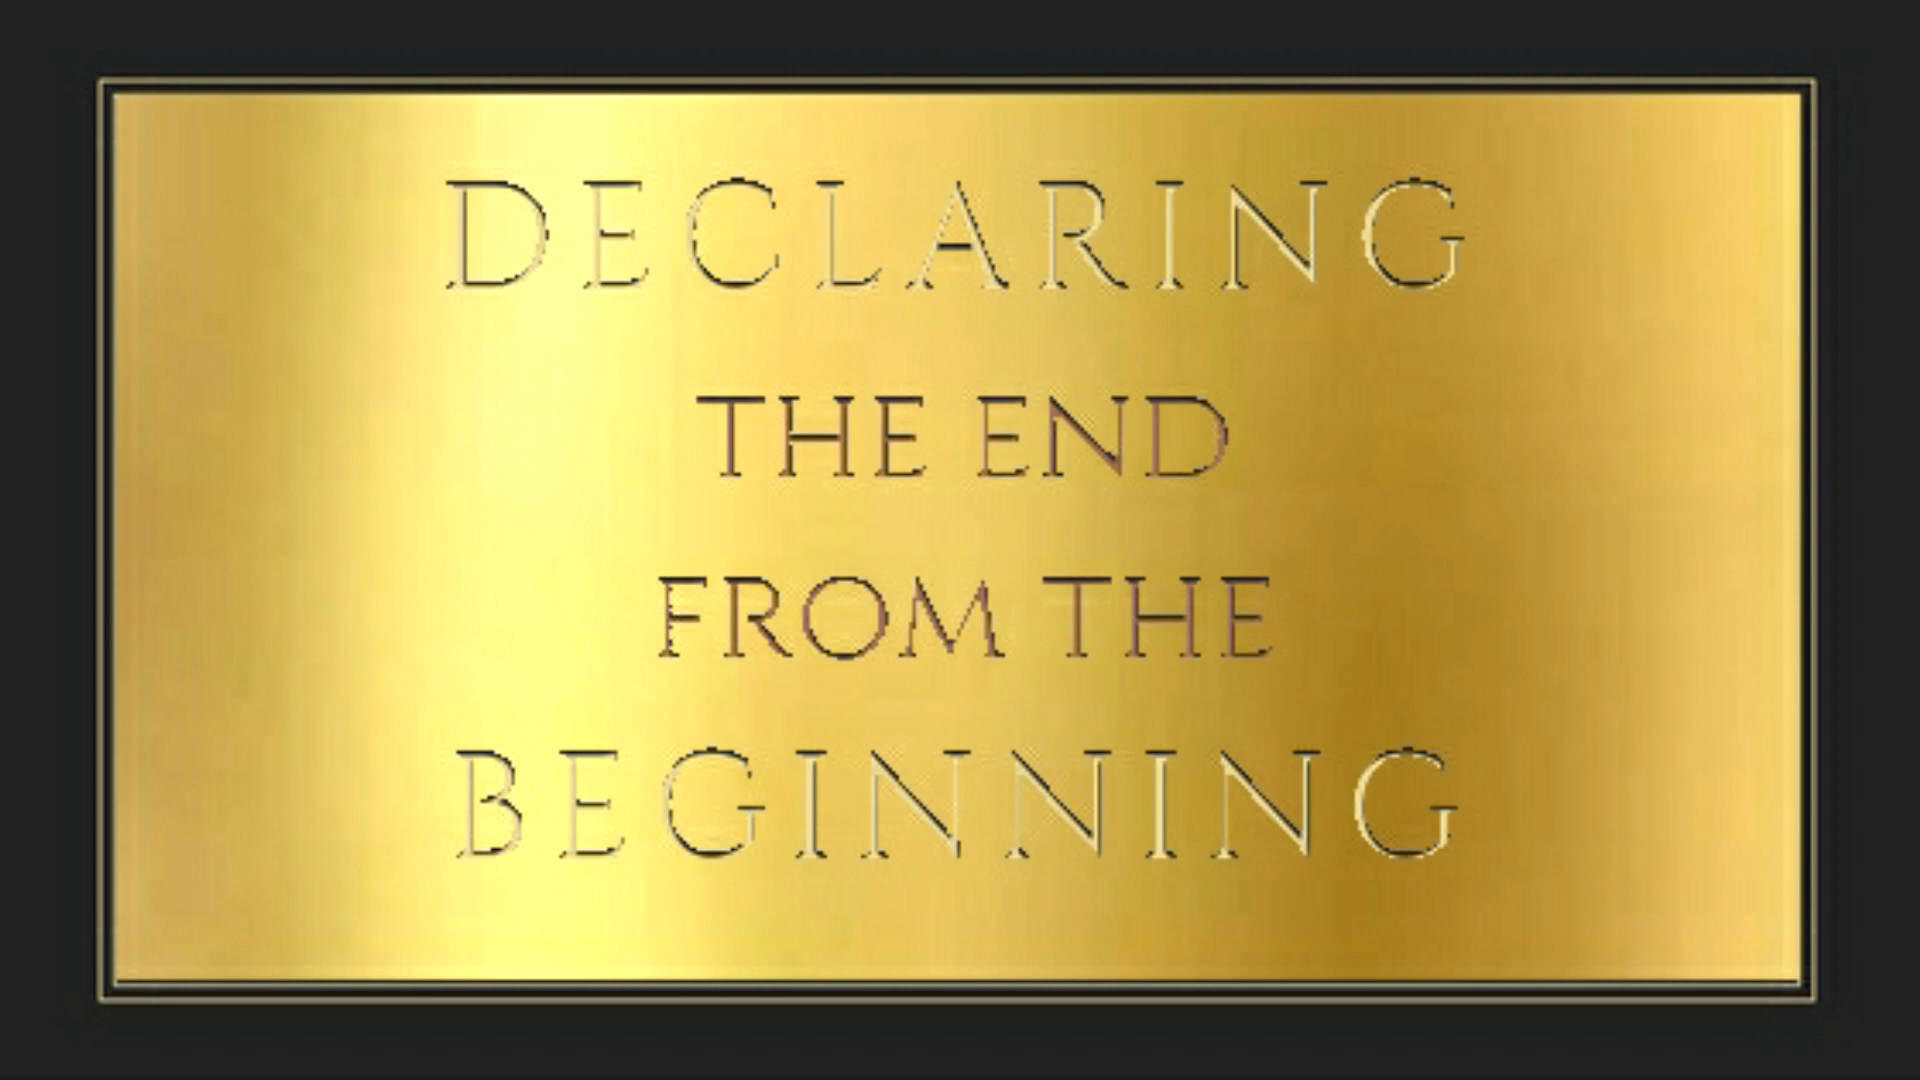 DECLARING
THE END
FROM THE
BEGINNING